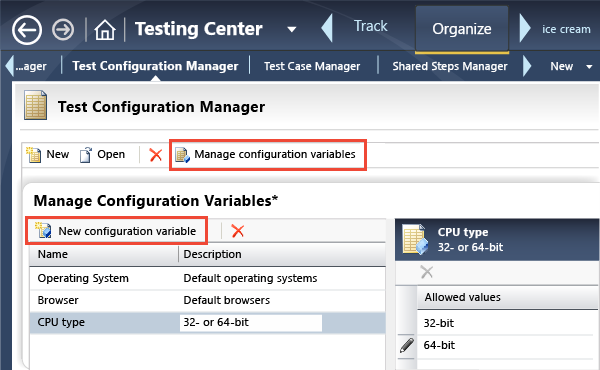 Testing Center Track Organize ice cream
...ager Test Configuration Manager Test Case Manager Shared Steps Manager New
Test Configuration Manager
New Open Manage configuration variables
Manage Configuration Variables*
New configuration variable
Name Description
Operating System Default operating systems
Browser Default browsers
CPU type 32- or 64-bit
CPU type
32- or 64-bit
Allowed values
32-bit
64-bit